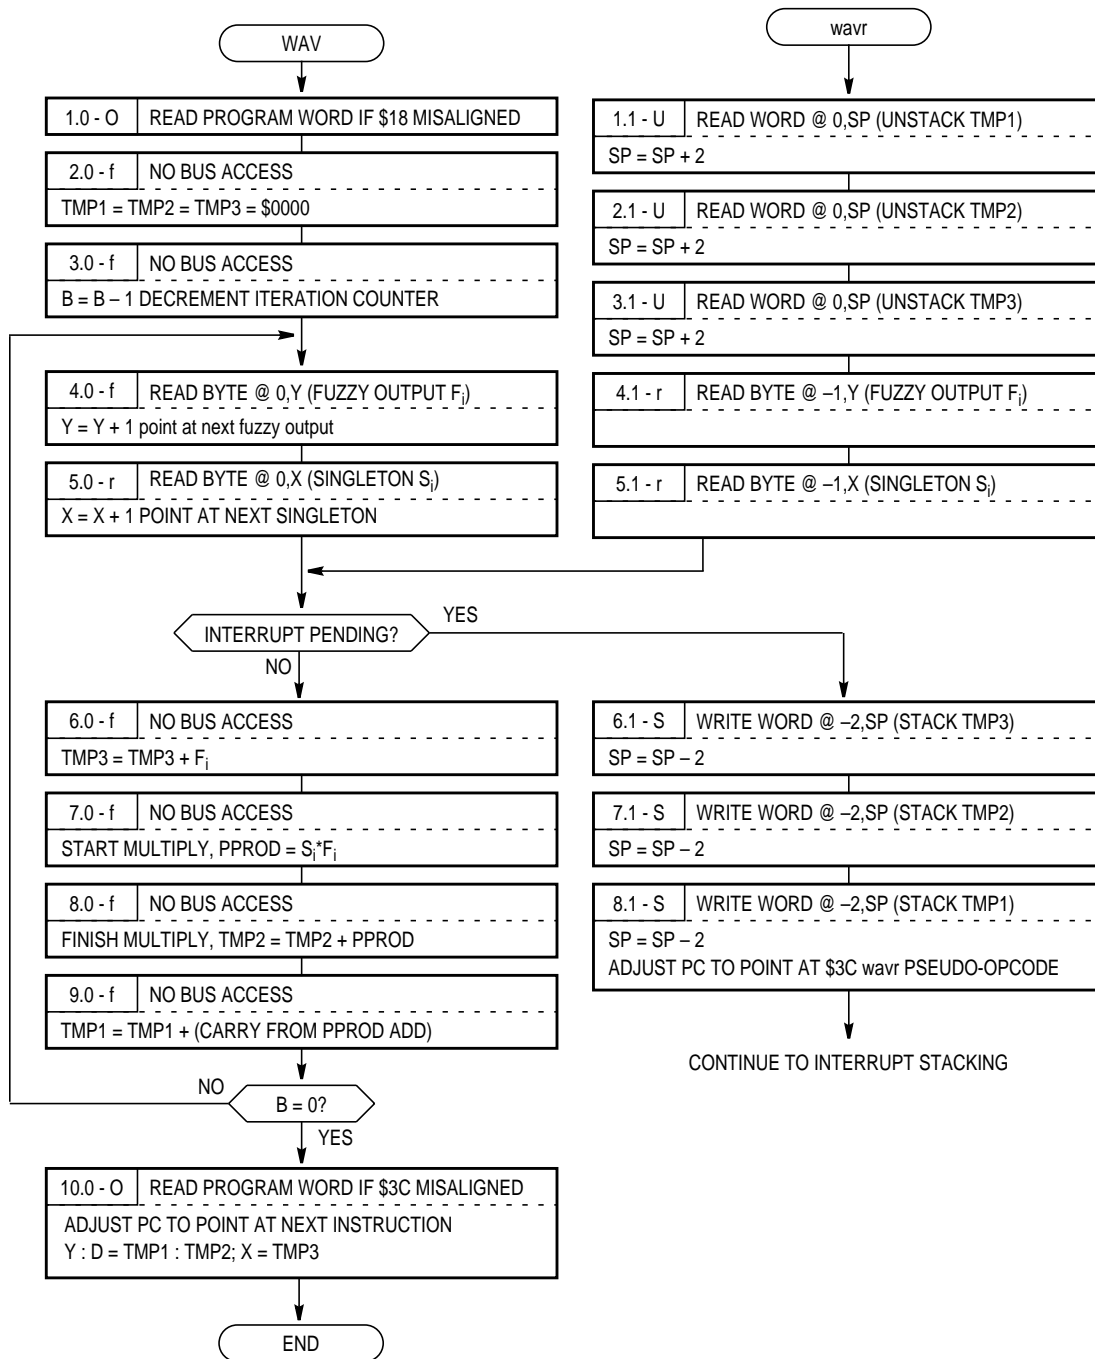 WAV
1.0 - O READ PROGRAM WORD IF $18 MISALIGNED
2.0 - f NO BUS ACCESS
TMP1 = TMP2 = TMP3 = $0000
3.0 - f NO BUS ACCESS
B = B – 1 DECREMENT ITERATION COUNTER
4.0 - f READ BYTE @ 0,Y (FUZZY OUTPUT Fi)
Y = Y + 1 point at next fuzzy output
5.0 - r READ BYTE @ 0,X (SINGLETON Si)
X = X + 1 POINT AT NEXT SINGLETON
wavr
1.1 - U READ WORD @ 0,SP (UNSTACK TMP1)
SP = SP + 2
2.1 - U READ WORD @ 0,SP (UNSTACK TMP2)
SP = SP + 2
3.1 - U READ WORD @ 0,SP (UNSTACK TMP3)
SP = SP + 2
4.1 - r READ BYTE @ –1,Y (FUZZY OUTPUT Fi)
5.1 - r READ BYTE @ –1,X (SINGLETON Si)
INTERRUPT PENDING?
YES
NO
6.0 - f NO BUS ACCESS
TMP3 = TMP3 + Fi
7.0 - f NO BUS ACCESS
START MULTIPLY, PPROD = Si*Fi
8.0 - f NO BUS ACCESS
FINISH MULTIPLY, TMP2 = TMP2 + PPROD
9.0 - f NO BUS ACCESS
TMP1 = TMP1 + (CARRY FROM PPROD ADD)
6.1 - S WRITE WORD @ –2,SP (STACK TMP3)
SP = SP – 2
7.1 - S WRITE WORD @ –2,SP (STACK TMP2)
SP = SP – 2
8.1 - S WRITE WORD @ –2,SP (STACK TMP1)
SP = SP – 2
ADJUST PC TO POINT AT $3C wavr PSEUDO-OPCODE
CONTINUE TO INTERRUPT STACKING
NO
B = 0?
YES
10.0 - O READ PROGRAM WORD IF $3C MISALIGNED
ADJUST PC TO POINT AT NEXT INSTRUCTION
Y : D = TMP1 : TMP2; X = TMP3
END